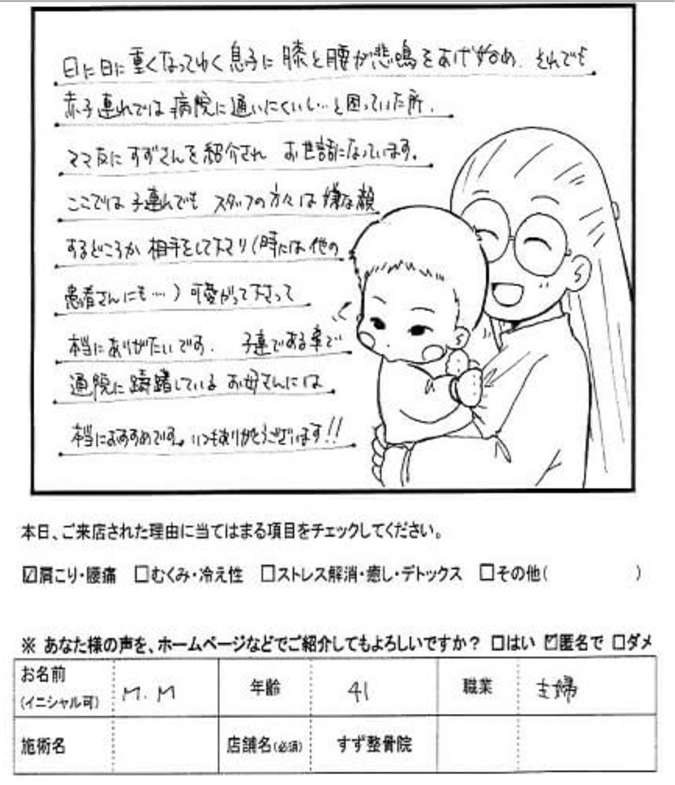 日に日に重くなってゆく息子に膝と腰が悲鳴をあげ始め、それでも
赤子連れでは病院に通いにくいし…と困っていた所、
ママ友にすずさんを紹介され お世話になっています。
ここでは子連れでも スタッフの方々は嫌な顔
するどころか相手をして下さり(時には他の
患者さんにも…)可愛がって下さって
本当にありがたいです。 子連である事で
通院に躊躇しているお母さんには
本当におすすめです。いつもありがとうございます!!
本日、ご来店された理由に当てはまる項目をチェックしてください。
☑肩こり・腰痛 □むくみ・冷え性 □ストレス解消・癒し・デトックス □その他( )
※ あなた様の声を、ホームページなどでご紹介してもよろしいですか? □はい ☑匿名で □ダメ
お名前 (イニシャル可) M.M 年齢 41 職業 主婦
施術名 店舗名(必須) すず整骨院